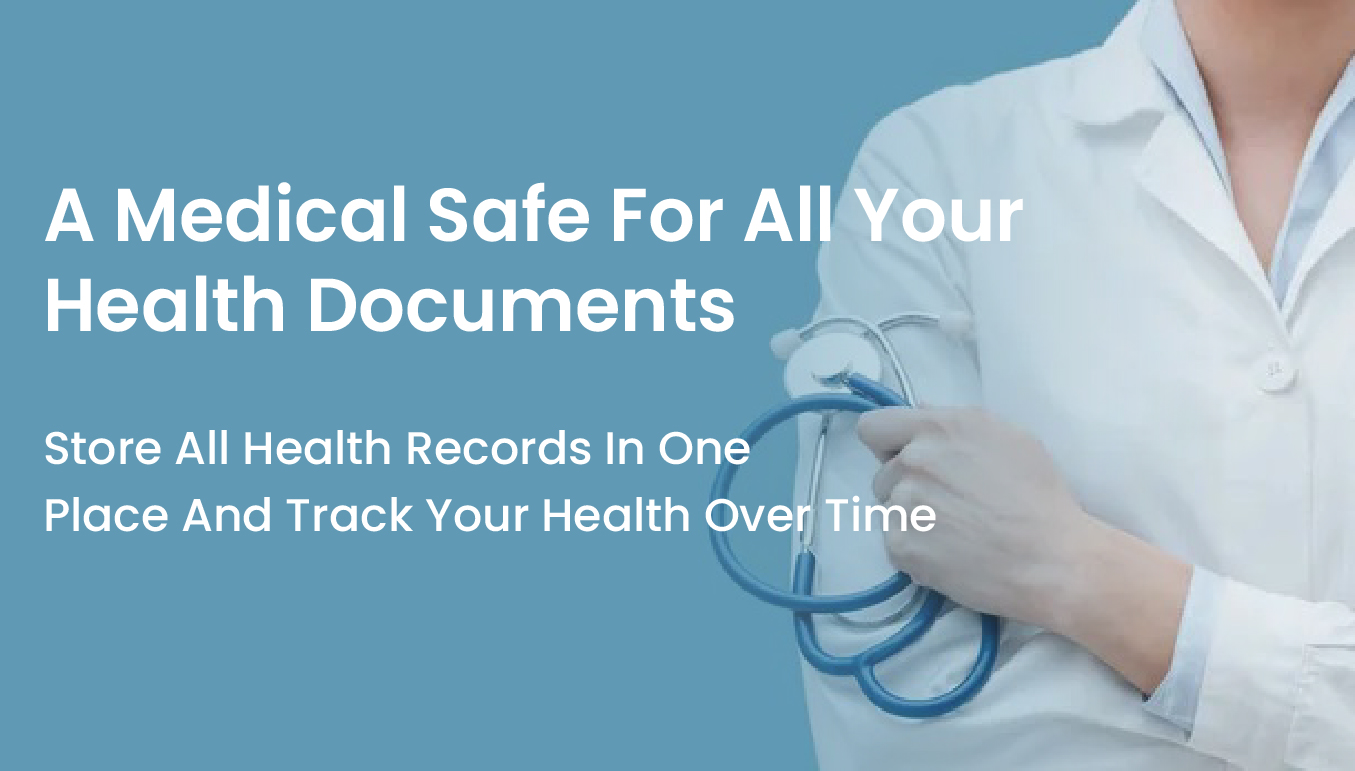 A Medical Safe For All Your
Health Documents
Store All Health Records In One
Place And Track Your Health Over Time